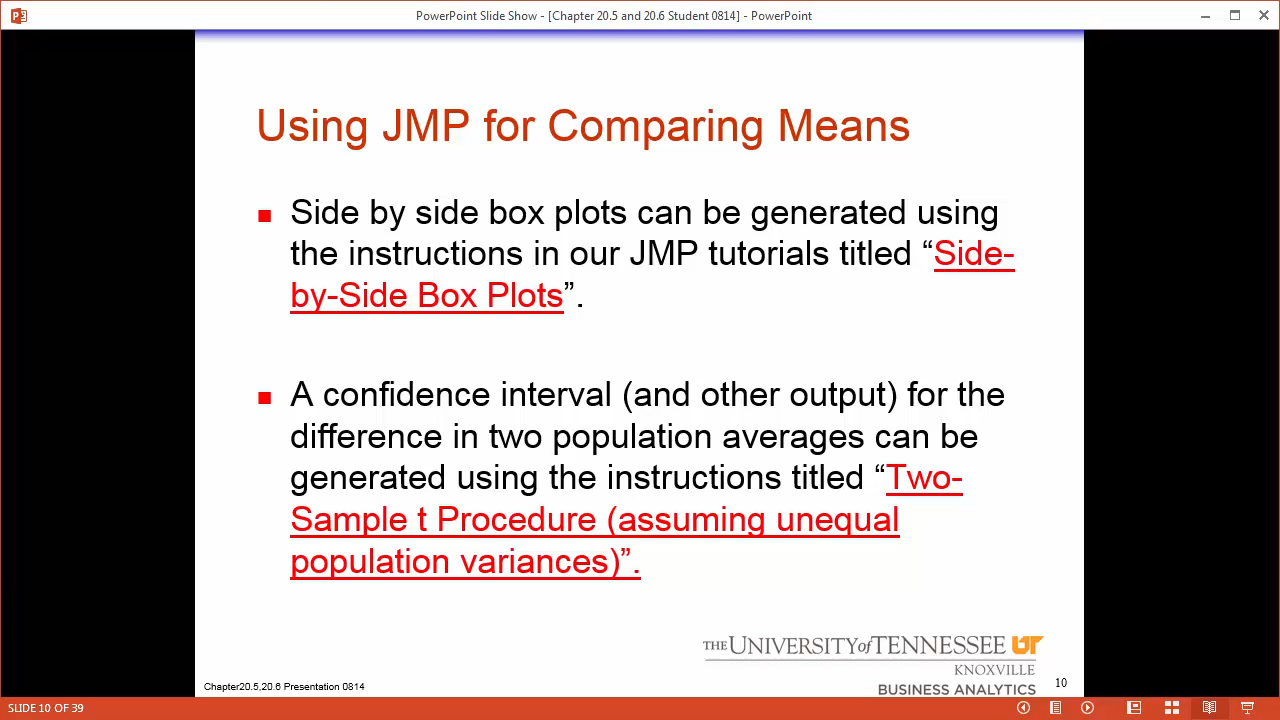 PowerPoint Slide Show - [Chapter 20.5 and 20.6 Student 0814] - PowerPoint
Using JMP for Comparing Means
Side by side box plots can be generated using
the instructions in our JMP tutorials titled “Side-
by-Side Box Plots”.
A confidence interval (and other output) for the
difference in two population averages can be
generated using the instructions titled “Two-
Sample t Procedure (assuming unequal
population variances)”.
THE UNIVERSITY of TENNESSEE UT
KNOXVILLE
BUSINESS ANALYTICS
Chapter20.5,20.6 Presentation 0814
10
SLIDE 10 OF 39